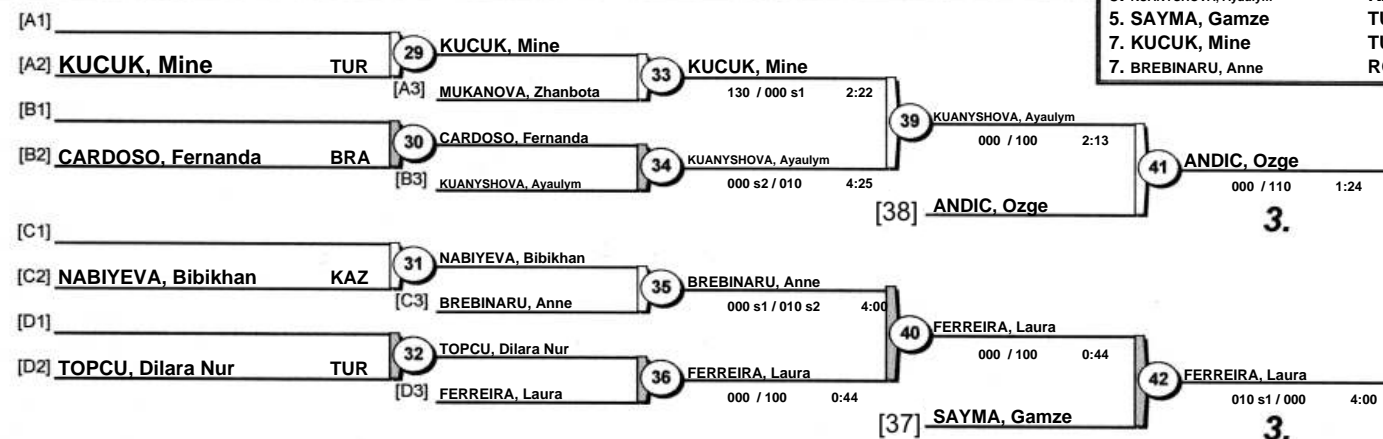 5. SAYMA, Gamze TU
7. KUCUK, Mine TU
7. BREBINARU, Anne RO
[A1]
[A2] KUCUK, Mine TUR
29
KUCUK, Mine
[A3] MUKANOVA, Zhanbota
33
KUCUK, Mine
130 / 000 s1 2:22
[B1]
[B2] CARDOSO, Fernanda BRA
30
CARDOSO, Fernanda
[B3] KUANYSHOVA, Ayaulym
34
KUANYSHOVA, Ayaulym
000 s2 / 010 4:25
39
KUANYSHOVA, Ayaulym
000 / 100 2:13
[38] ANDIC, Ozge
41
ANDIC, Ozge
000 / 110 1:24
3.
[C1]
[C2] NABIYEVA, Bibikhan KAZ
31
NABIYEVA, Bibikhan
[C3] BREBINARU, Anne
35
BREBINARU, Anne
000 s1 / 010 s2 4:00
[D1]
[D2] TOPCU, Dilara Nur TUR
32
TOPCU, Dilara Nur
[D3] FERREIRA, Laura
36
FERREIRA, Laura
000 / 100 0:44
40
FERREIRA, Laura
000 / 100 0:44
[37] SAYMA, Gamze
42
FERREIRA, Laura
010 s1 / 000 4:00
3.